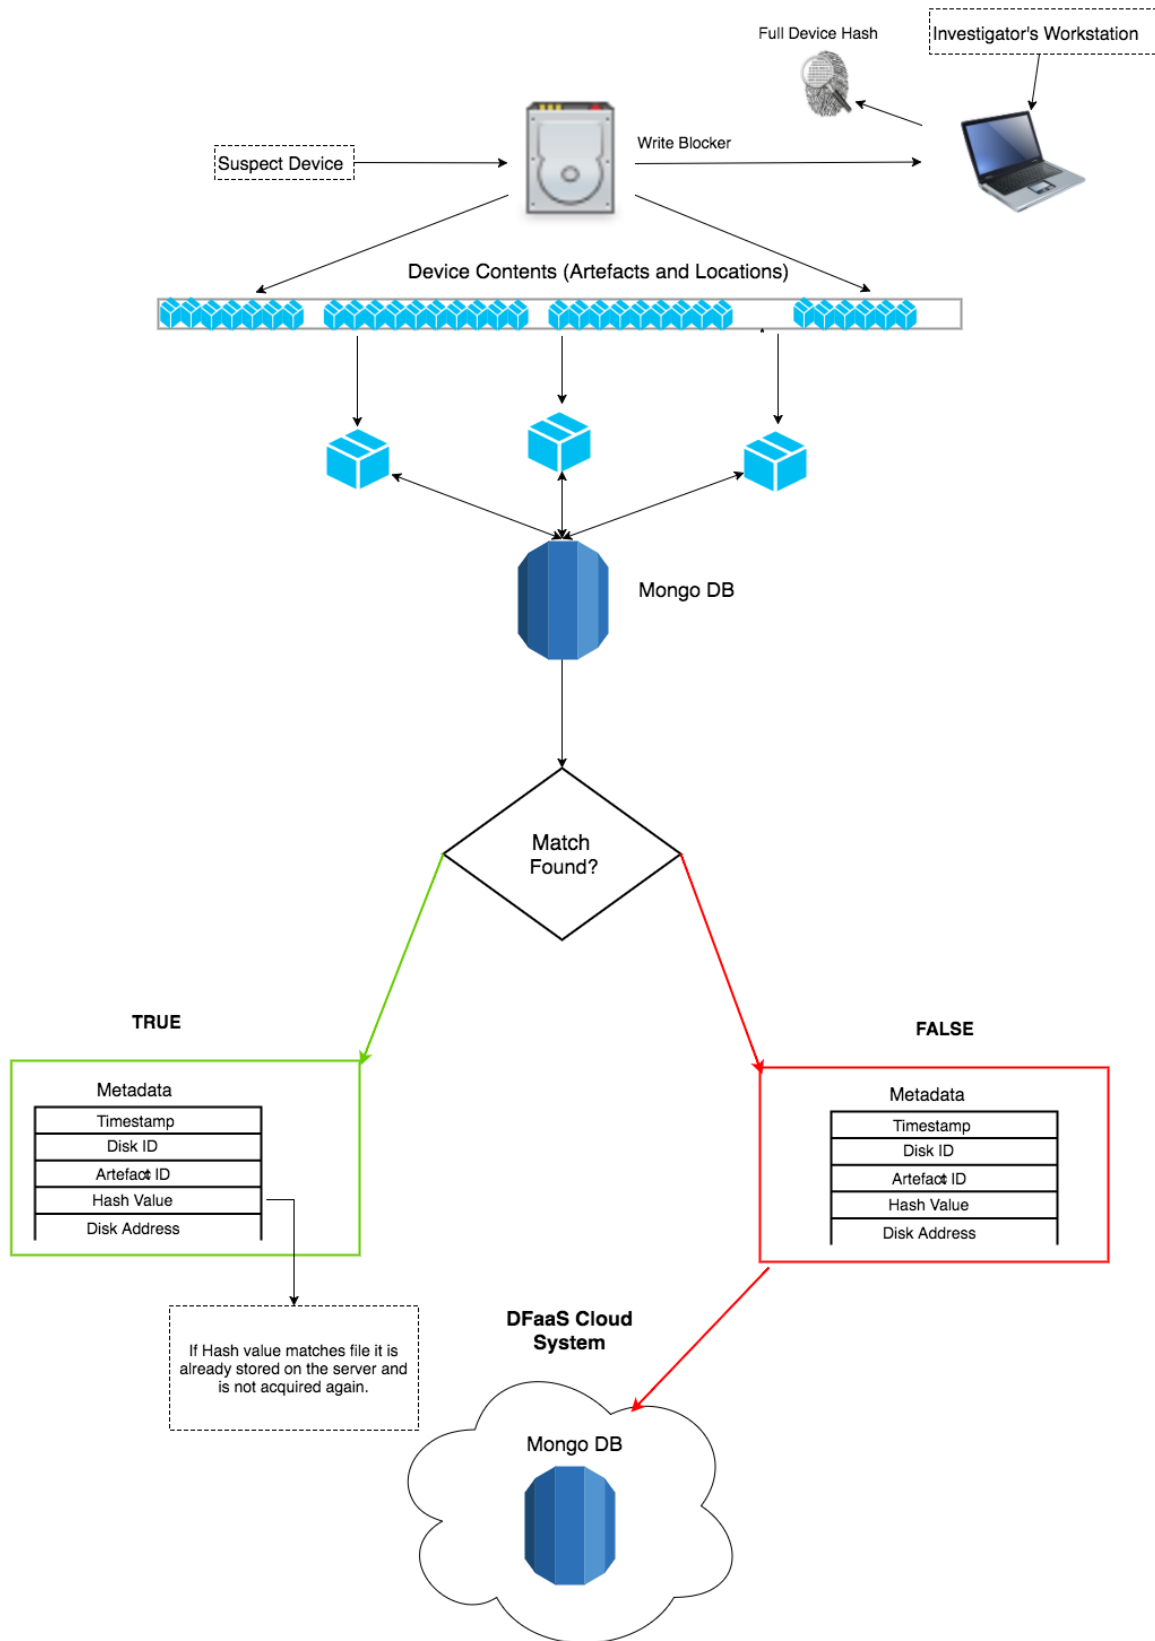 Full Device Hash
Investigator's Workstation
Suspect Device
Write Blocker
Device Contents (Artefacts and Locations)
Mongo DB
Match
Found?
TRUE
Metadata
Timestamp
Disk ID
Artefact ID
Hash Value
Disk Address
If Hash value matches file it is
already stored on the server and
is not acquired again.
FALSE
Metadata
Timestamp
Disk ID
Artefact ID
Hash Value
Disk Address
DFaaS Cloud
System
Mongo DB